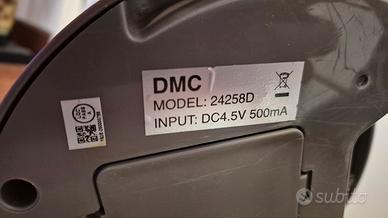 DMC
MODEL: 24258D
INPUT: DC4.5V 500mA
subito